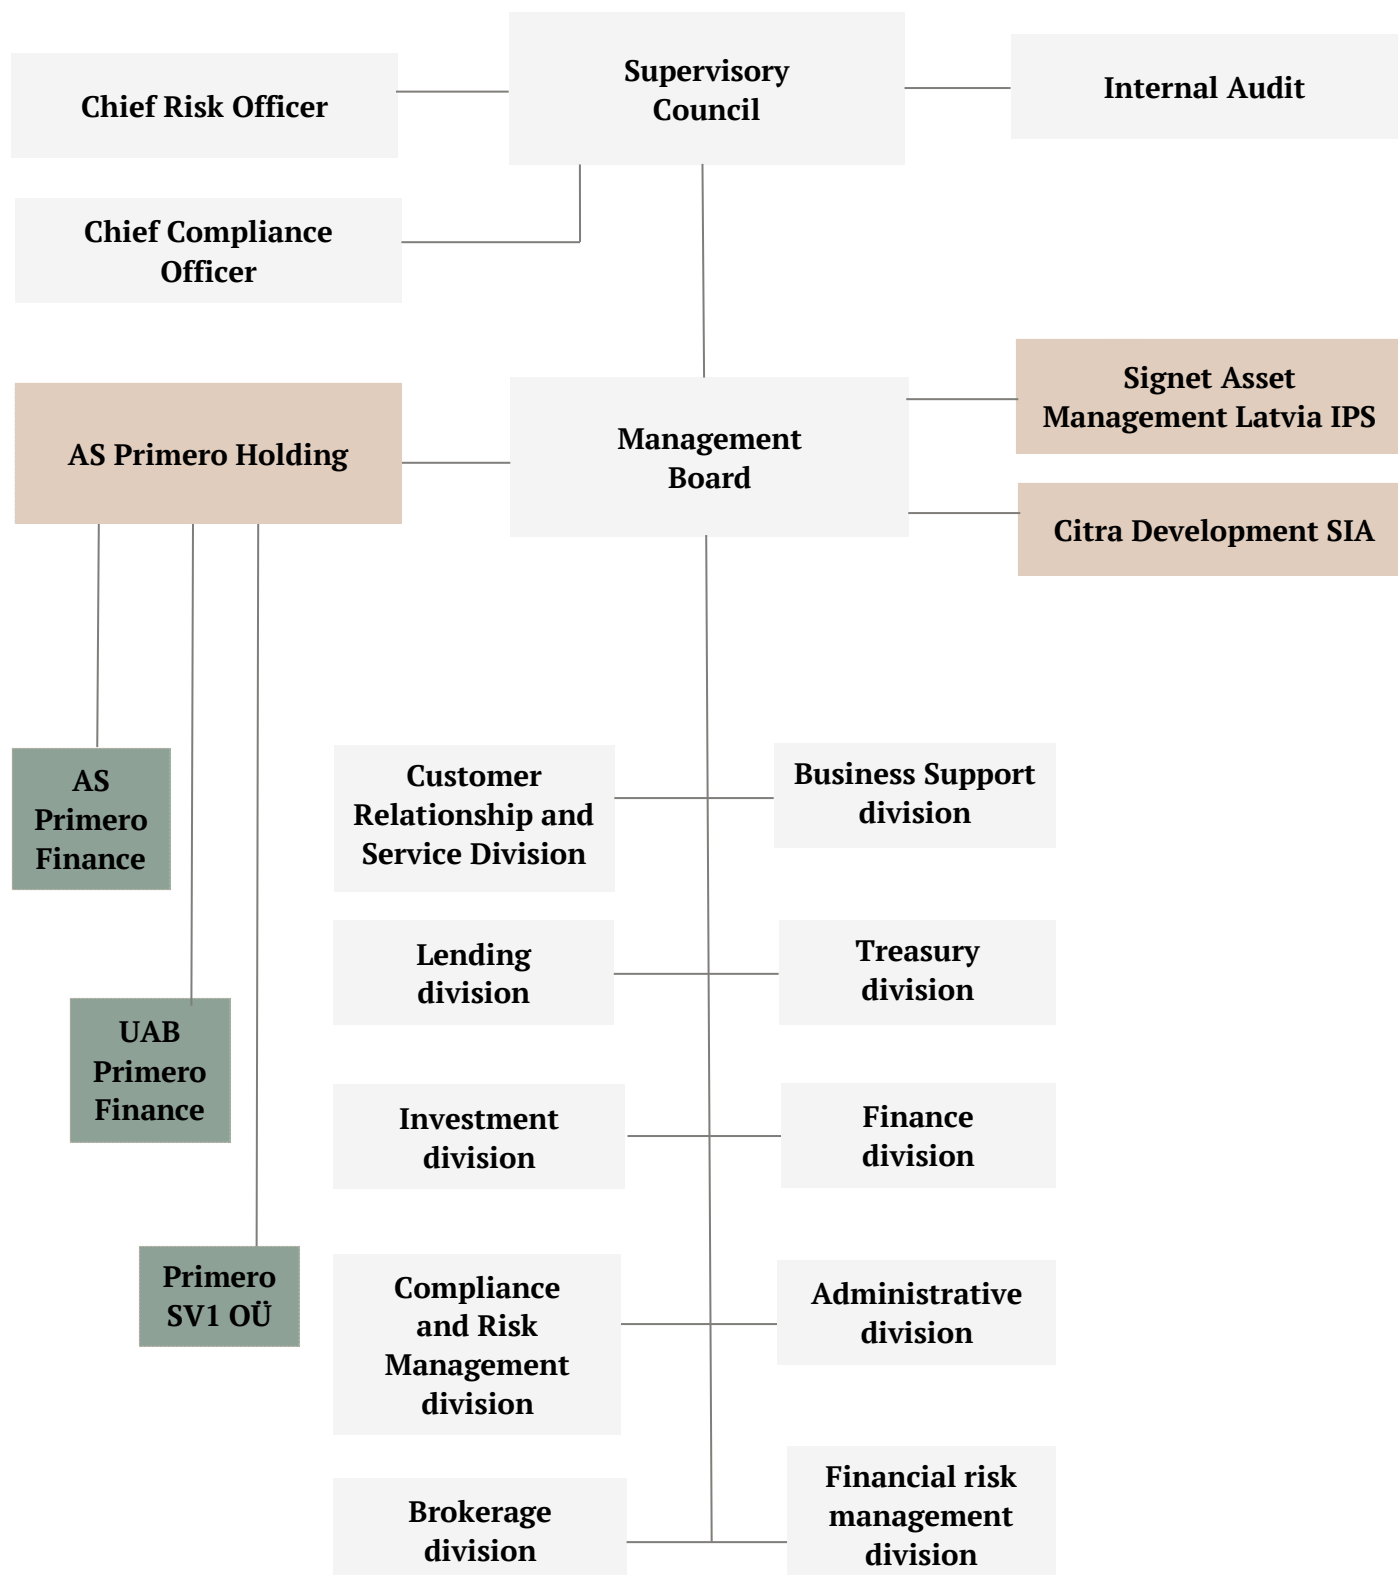 Supervisory
Council
Chief Risk Officer
Internal Audit
Chief Compliance
Officer
Signet Asset
Management Latvia IPS
AS Primero Holding
Management
Board
Citra Development SIA
AS
Primero
Finance
Customer
Relationship and
Service Division
Business Support
division
Lending
division
Treasury
division
UAB
Primero
Finance
Investment
division
Finance
division
Primero
SV1 OÜ
Compliance
and Risk
Management
division
Administrative
division
Brokerage
division
Financial risk
management
division